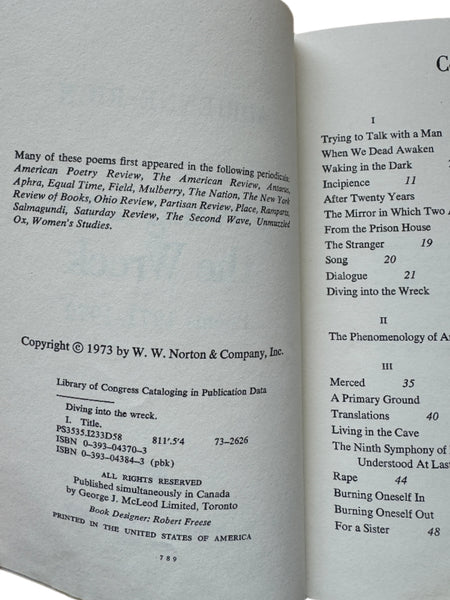 Many of these poems first appeared in the following periodicals:
American Poetry Review, The American Review, Antæus,
Aphra, Equal Time, Field, Mulberry, The Nation, The New York
Review of Books, Ohio Review, Partisan Review, Place, Ramparts,
Salmagundi, Saturday Review, The Second Wave, Unmuzzled
Ox, Women's Studies.
Copyright © 1973 by W. W. Norton & Company, Inc.
Library of Congress Cataloging in Publication Data
Diving into the wreck.
I. Title.
PS3535.I233D58 811'.5'4 73-2626
ISBN 0-393-04370-3
ISBN 0-393-04384-3 (pbk)
ALL RIGHTS RESERVED
Published simultaneously in Canada
by George J. McLeod Limited, Toronto
Book Designer: Robert Freese
PRINTED IN THE UNITED STATES OF AMERICA
7 8 9
I
Trying to Talk with a Man
When We Dead Awaken
Waking in the Dark
Incipience 11
After Twenty Years
The Mirror in Which Two
From the Prison House
The Stranger 19
Song 20
Dialogue 21
Diving into the Wreck
II
The Phenomenology of
III
Merced 35
A Primary Ground
Translations 40
Living in the Cave
The Ninth Symphony of
Understood At Last
Rape 44
Burning Oneself In
Burning Oneself Out
For a Sister 48